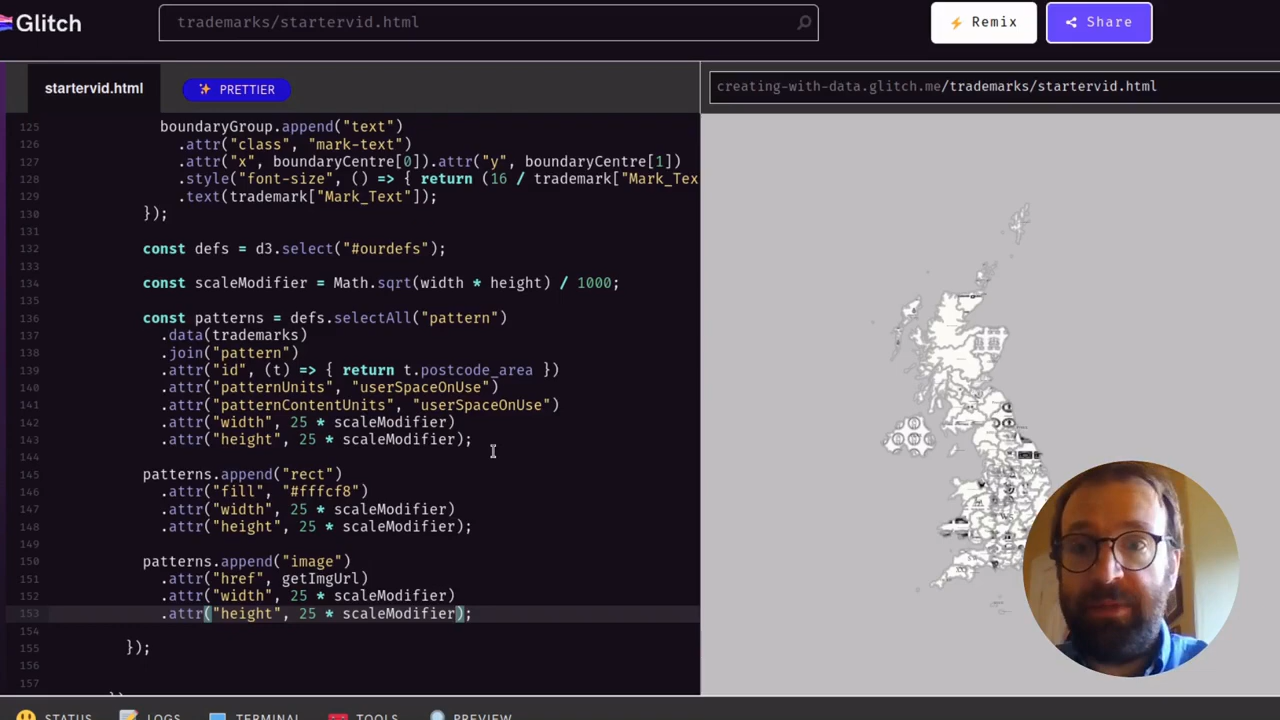 Glitch
trademarks/startervid.html
Remix
Share
startervid.html
PRETTIER
creating-with-data.glitch.me/trademarks/startervid.html
125 boundaryGroup.append("text")
126 .attr("class", "mark-text")
127 .attr("x", boundaryCentre[0]).attr("y", boundaryCentre[1])
128 .style("font-size", () => { return (16 / trademark["Mark_Tex
129 .text(trademark["Mark_Text"]);
130 });
131
132 const defs = d3.select("#ourdefs");
133
134 const scaleModifier = Math.sqrt(width * height) / 1000;
135
136 const patterns = defs.selectAll("pattern")
137 .data(trademarks)
138 .join("pattern")
139 .attr("id", (t) => { return t.postcode_area })
140 .attr("patternUnits", "userSpaceOnUse")
141 .attr("patternContentUnits", "userSpaceOnUse")
142 .attr("width", 25 * scaleModifier)
143 .attr("height", 25 * scaleModifier);
144
145 patterns.append("rect")
146 .attr("fill", "#fffcf8")
147 .attr("width", 25 * scaleModifier)
148 .attr("height", 25 * scaleModifier);
149
150 patterns.append("image")
151 .attr("href", getImgUrl)
152 .attr("width", 25 * scaleModifier)
153 .attr("height", 25 * scaleModifier);
154
155 });
156
157
STATUS LOGS TERMINAL TOOLS PREVIEW